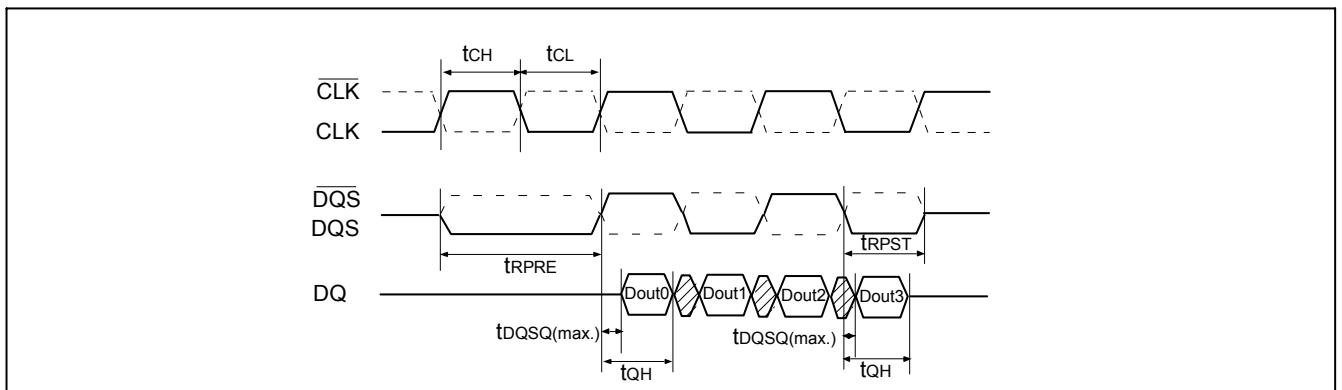 tCH tCL
CLK
CLK
DQS
DQS
tRPST
tRPRE
DQ
Dout0 Dout1 Dout2 Dout3
tDQSQ(max.) tDQSQ(max.)
tQH tQH